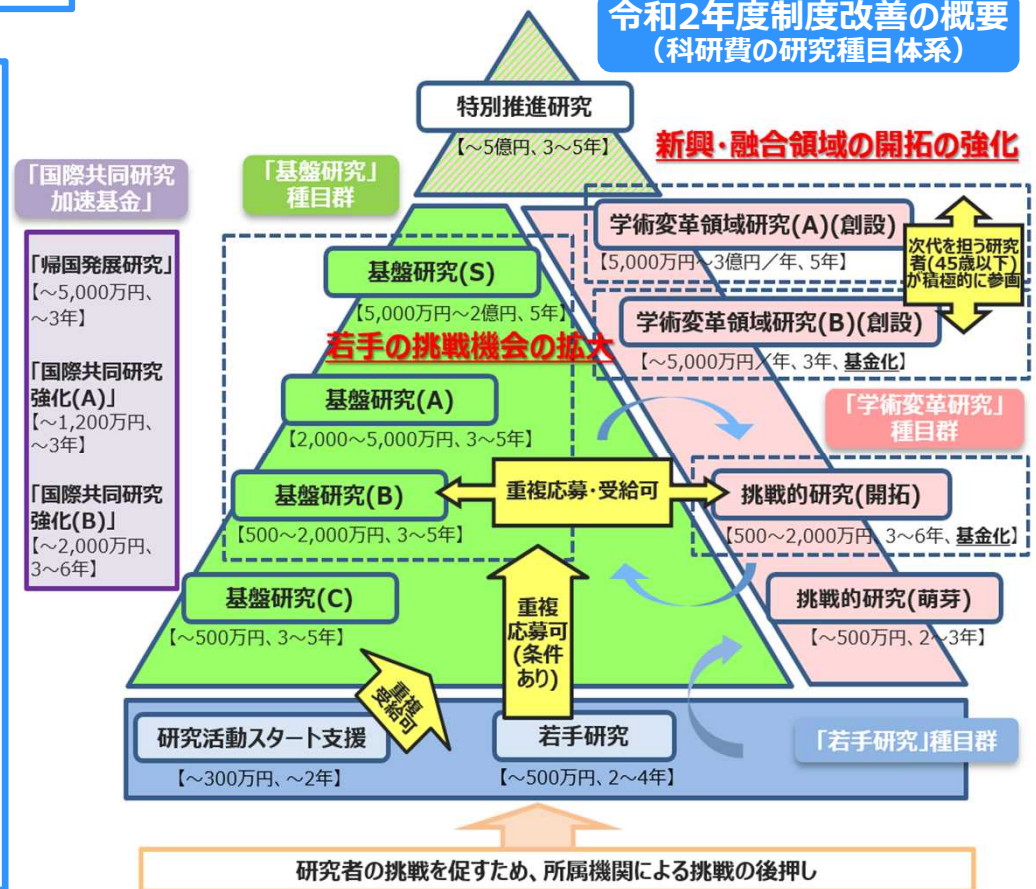 令和2年度制度改善の概要
（科研費の研究種目体系）
特別推進研究
【～5億円、3～5年】
新興・融合領域の開拓の強化
「国際共同研究
加速基金」
「帰国発展研究」
【～5,000万円、
～3年】
「国際共同研究
強化(A)」
【～1,200万円、
～3年】
「国際共同研究
強化(B)」
【～2,000万円、
3～6年】
「基盤研究」
種目群
基盤研究(S)
【5,000万円～2億円、5年】
若手の挑戦機会の拡大
基盤研究(A)
【2,000～5,000万円、3～5年】
基盤研究(B)
【500～2,000万円、3～5年】
基盤研究(C)
【～500万円、3～5年】
学術変革領域研究(A)(創設)
【5,000万円～3億円／年、5年】
学術変革領域研究(B)(創設)
【～5,000万円／年、3年、基金化】
次代を担う研究
者(45歳以下)
が積極的に参画
「学術変革研究」
種目群
重複応募・受給可
挑戦的研究(開拓)
【500～2,000万円、3～6年、基金化】
挑戦的研究(萌芽)
【～500万円、2～3年】
重複
応募可
(条件
あり)
重複
受給可
研究活動スタート支援
【～300万円、～2年】
若手研究
【～500万円、2～4年】
「若手研究」種目群
研究者の挑戦を促すため、所属機関による挑戦の後押し